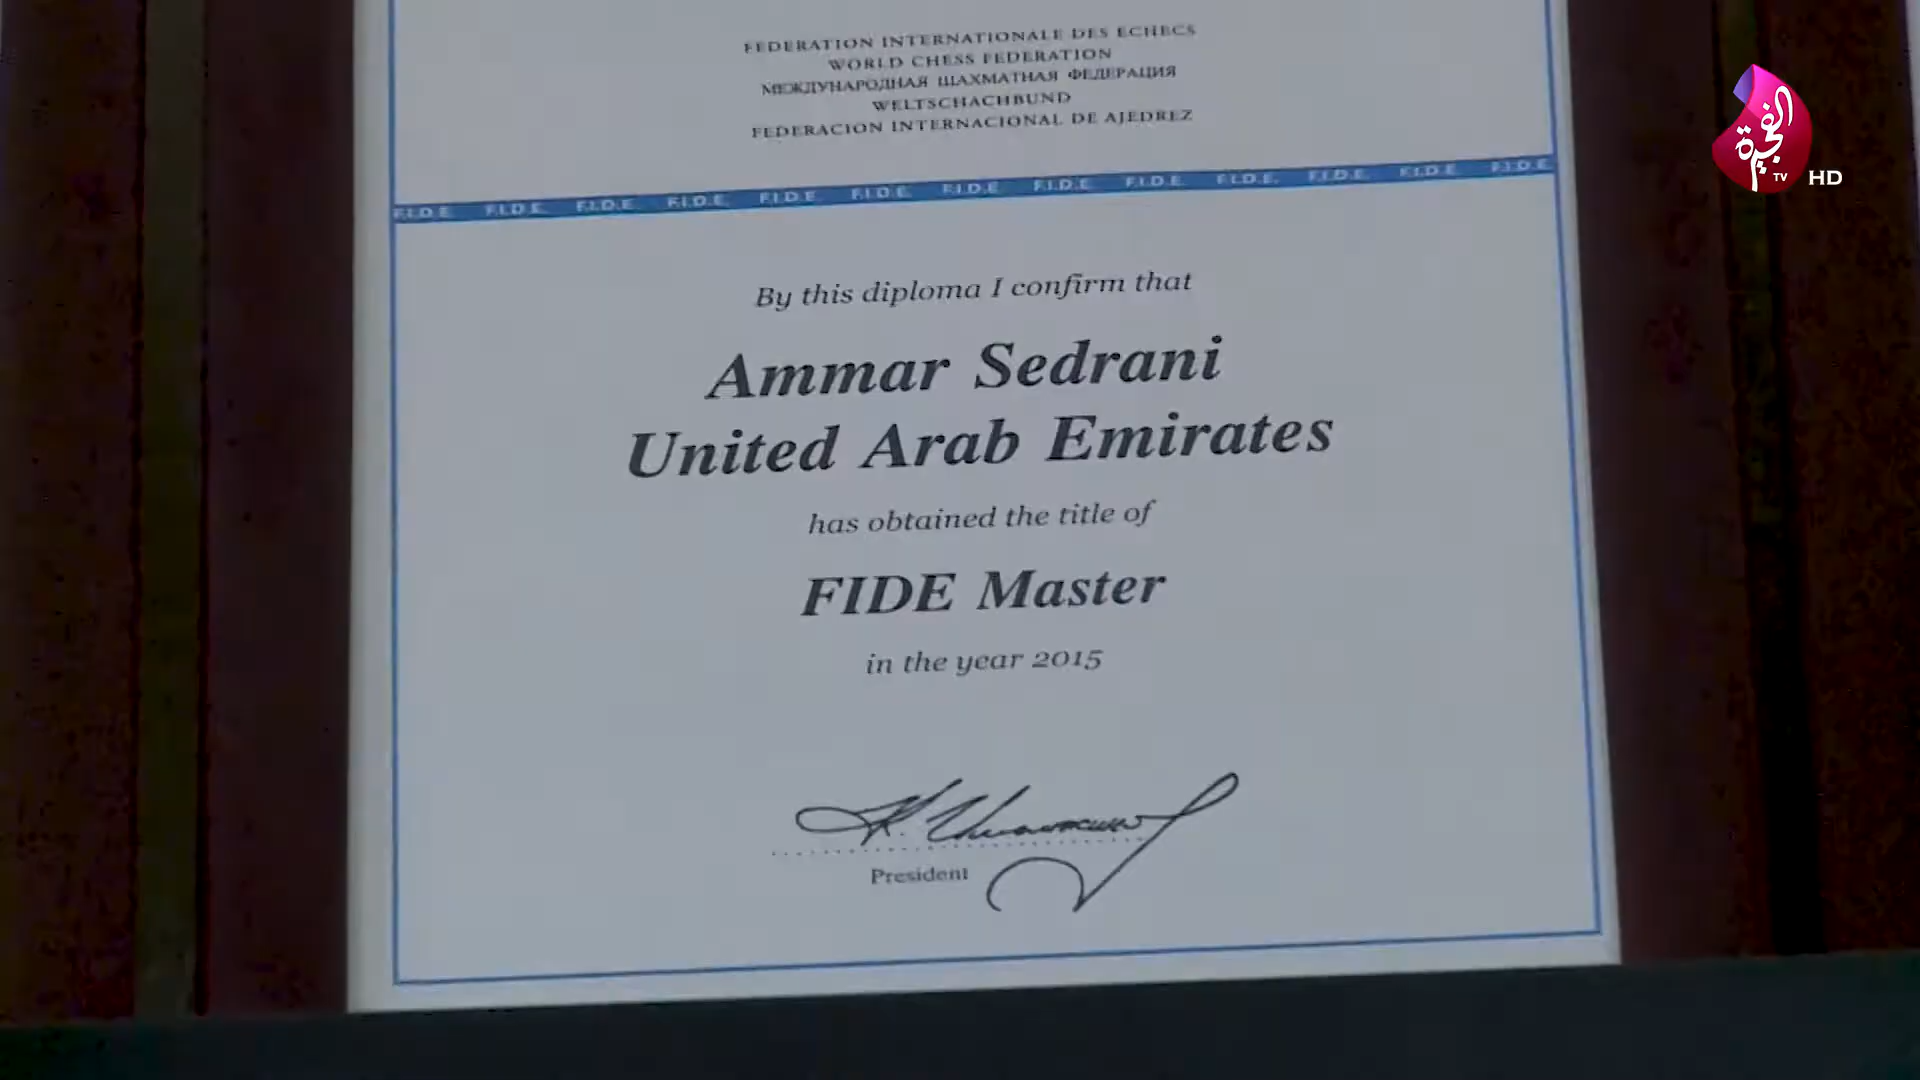 FEDERATION INTERNATIONALE DES ECHECS
WORLD CHESS FEDERATION
МЕЖДУНАРОДНАЯ ШАХМАТНАЯ ФЕДЕРАЦИЯ
WELTSCHACHBUND
FEDERACION INTERNACIONAL DE AJEDREZ
F.I.D.E. F.I.D.E. F.I.D.E. F.I.D.E. F.I.D.E. F.I.D.E. F.I.D.E. F.I.D.E. F.I.D.E. F.I.D.E. F.I.D.E. F.I.D.E. F.I.D.E.
By this diploma I confirm that
Ammar Sedrani
United Arab Emirates
has obtained the title of
FIDE Master
in the year 2015
President
الفجيرة
TV HD